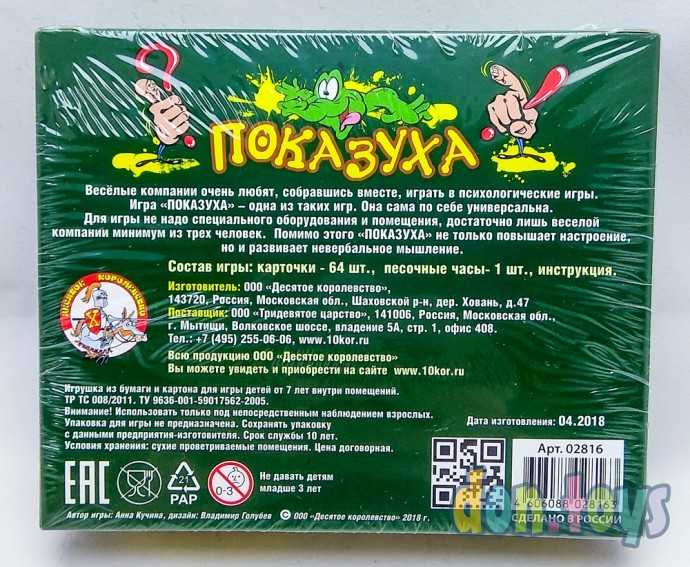 ПОКАЗУХА
Весёлые компании очень любят, собравшись вместе, играть в психологические игры.
Игра «ПОКАЗУХА» – одна из таких игр. Она сама по себе универсальна.
Для игры не надо специального оборудования и помещения, достаточно лишь веселой
компании минимум из трех человек. Помимо этого «ПОКАЗУХА» не только повышает настроение,
но и развивает невербальное мышление.
Состав игры: карточки - 64 шт., песочные часы- 1 шт., инструкция.
Изготовитель: ООО «Десятое королевство»,
143720, Россия, Московская обл., Шаховской р-н, дер. Ховань, д.47
Поставщик: ООО «Тридевятое царство», 141006, Россия, Московская обл.,
г. Мытищи, Волковское шоссе, владение 5А, стр. 1, офис 408.
Тел.: +7 (495) 255-06-06, www.10kor.ru
Всю продукцию ООО «Десятое королевство»
Вы можете увидеть и приобрести на сайте www.10kor.ru
Игрушка из бумаги и картона для игры детей от 7 лет внутри помещений.
ТР ТС 008/2011. ТУ 9636-001-59017562-2005.
Внимание! Использовать только под непосредственным наблюдением взрослых.
Упаковка для игры не предназначена. Сохранять упаковку
с данными предприятия-изготовителя. Срок службы 10 лет.
Условия хранения: сухие проветриваемые помещения. Цена договорная.
Дата изготовления: 04.2018
Арт. 02816
EAC
21
PAP
0-3
Не давать детям
младше 3 лет
4 606088 028163
СДЕЛАНО В РОССИИ
Автор игры: Анна Кучина, дизайн: Владимир Голубев
© ООО «Десятое королевство» 2018 г.